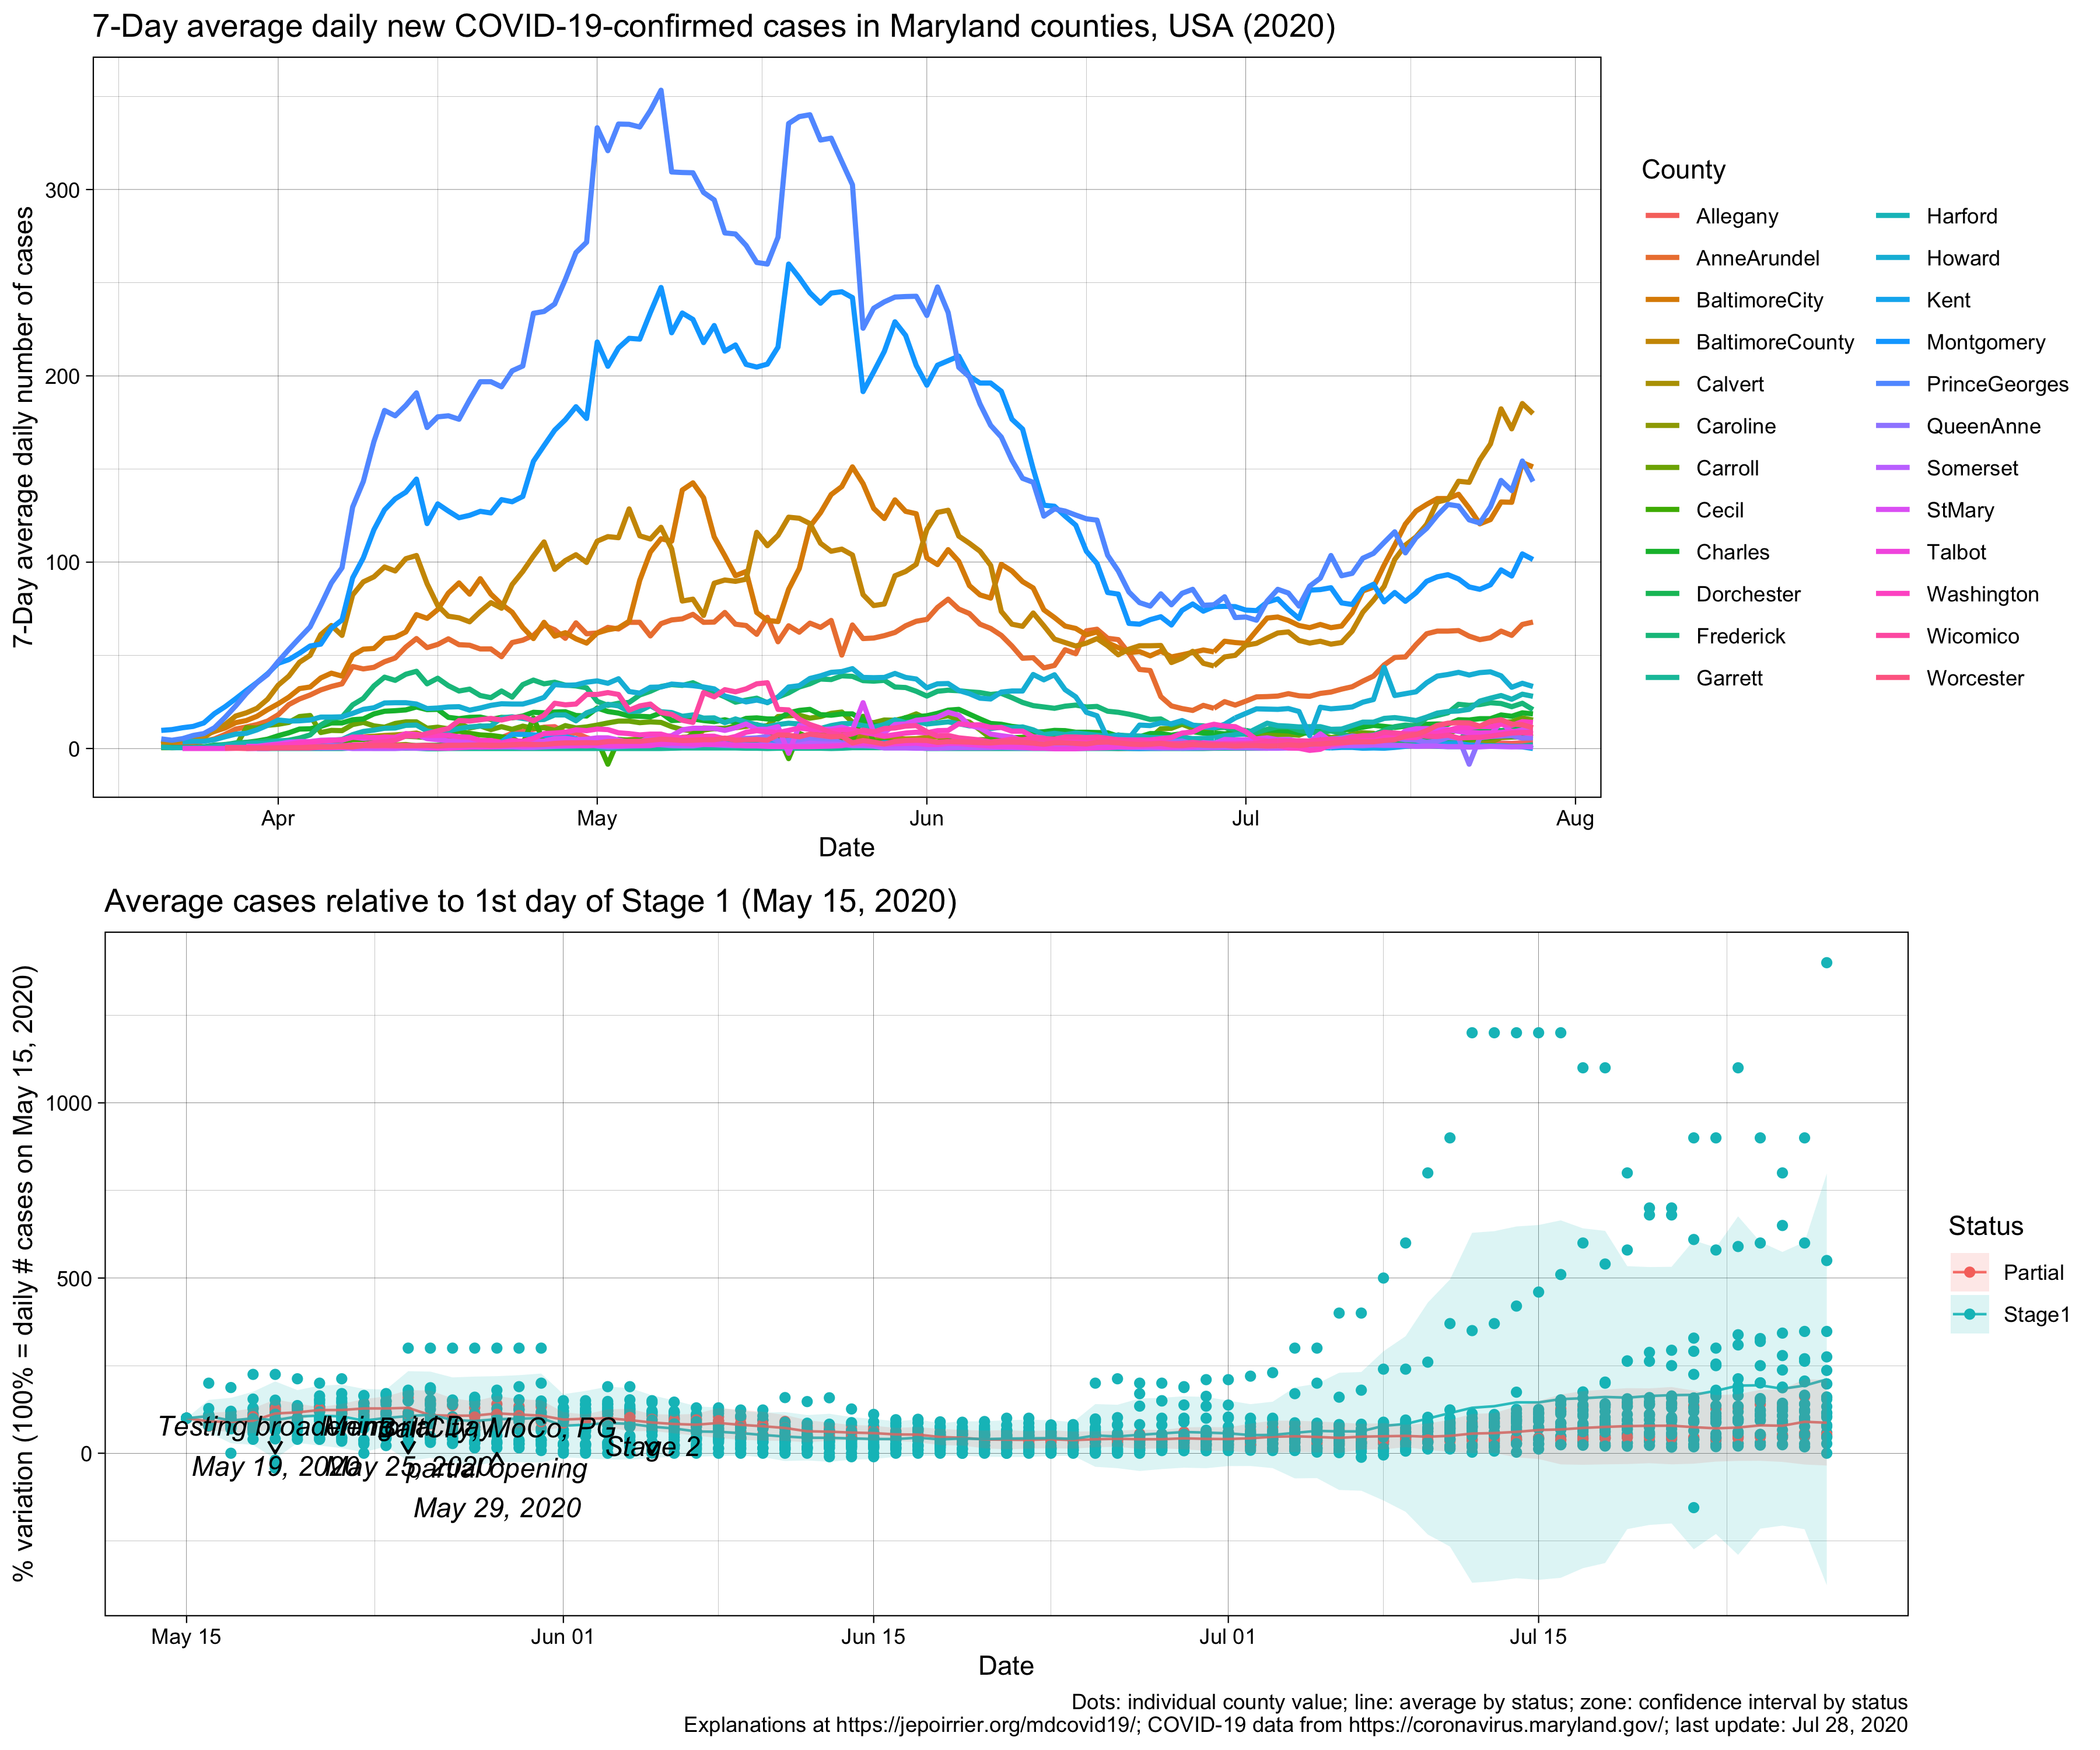 7-Day average daily new COVID-19-confirmed cases in Maryland counties, USA (2020)
7-Day average daily number of cases
300
200
100
0
Apr
May
Jun
Jul
Aug
Date
County
Allegany
AnneArundel
BaltimoreCity
BaltimoreCounty
Calvert
Caroline
Carroll
Cecil
Charles
Dorchester
Frederick
Garrett
Harford
Howard
Kent
Montgomery
PrinceGeorges
QueenAnne
Somerset
StMary
Talbot
Washington
Wicomico
Worcester
Average cases relative to 1st day of Stage 1 (May 15, 2020)
% variation (100% = daily # cases on May 15, 2020)
1000
500
0
Testing broadening
May 19, 2020
Memorial Day
May 25, 2020
BaltCity, MoCo, PG
partial opening
May 29, 2020
Stage 2
May 15
Jun 01
Jun 15
Jul 01
Jul 15
Date
Status
Partial
Stage1
Dots: individual county value; line: average by status; zone: confidence interval by status
Explanations at https://jepoirrier.org/mdcovid19/; COVID-19 data from https://coronavirus.maryland.gov/; last update: Jul 28, 2020